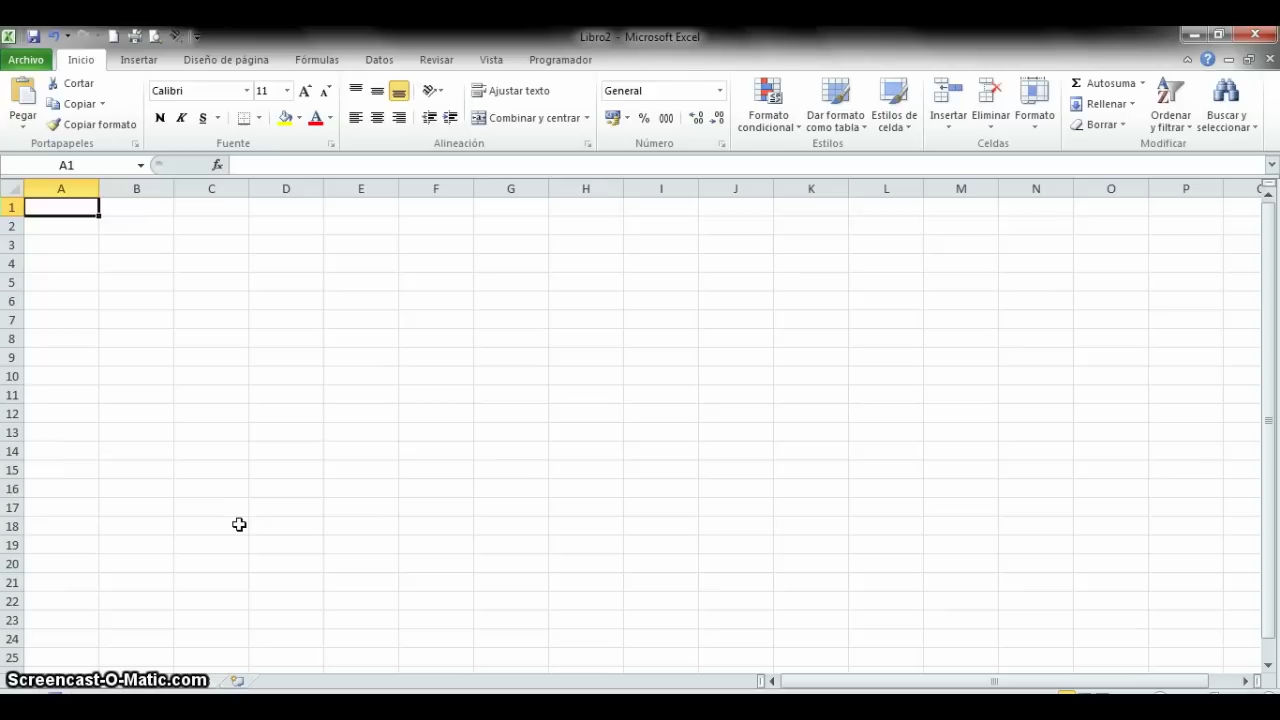 Libro2 - Microsoft Excel
Archivo Inicio Insertar Diseño de página Fórmulas Datos Revisar Vista Programador
Pegar
Cortar
Copiar
Copiar formato
Portapapeles
Calibri 11
N K S
Fuente
Ajustar texto
Combinar y centrar
Alineación
General
% 000
Número
Formato condicional
Dar formato como tabla
Estilos de celda
Estilos
Insertar Eliminar Formato
Celdas
Σ Autosuma
Rellenar
Borrar
Ordenar y filtrar
Buscar y seleccionar
Modificar
A1 fx
A B C D E F G H I J K L M N O P
1
2
3
4
5
6
7
8
9
10
11
12
13
14
15
16
17
18
19
20
21
22
23
24
25
Screencast-O-Matic.com